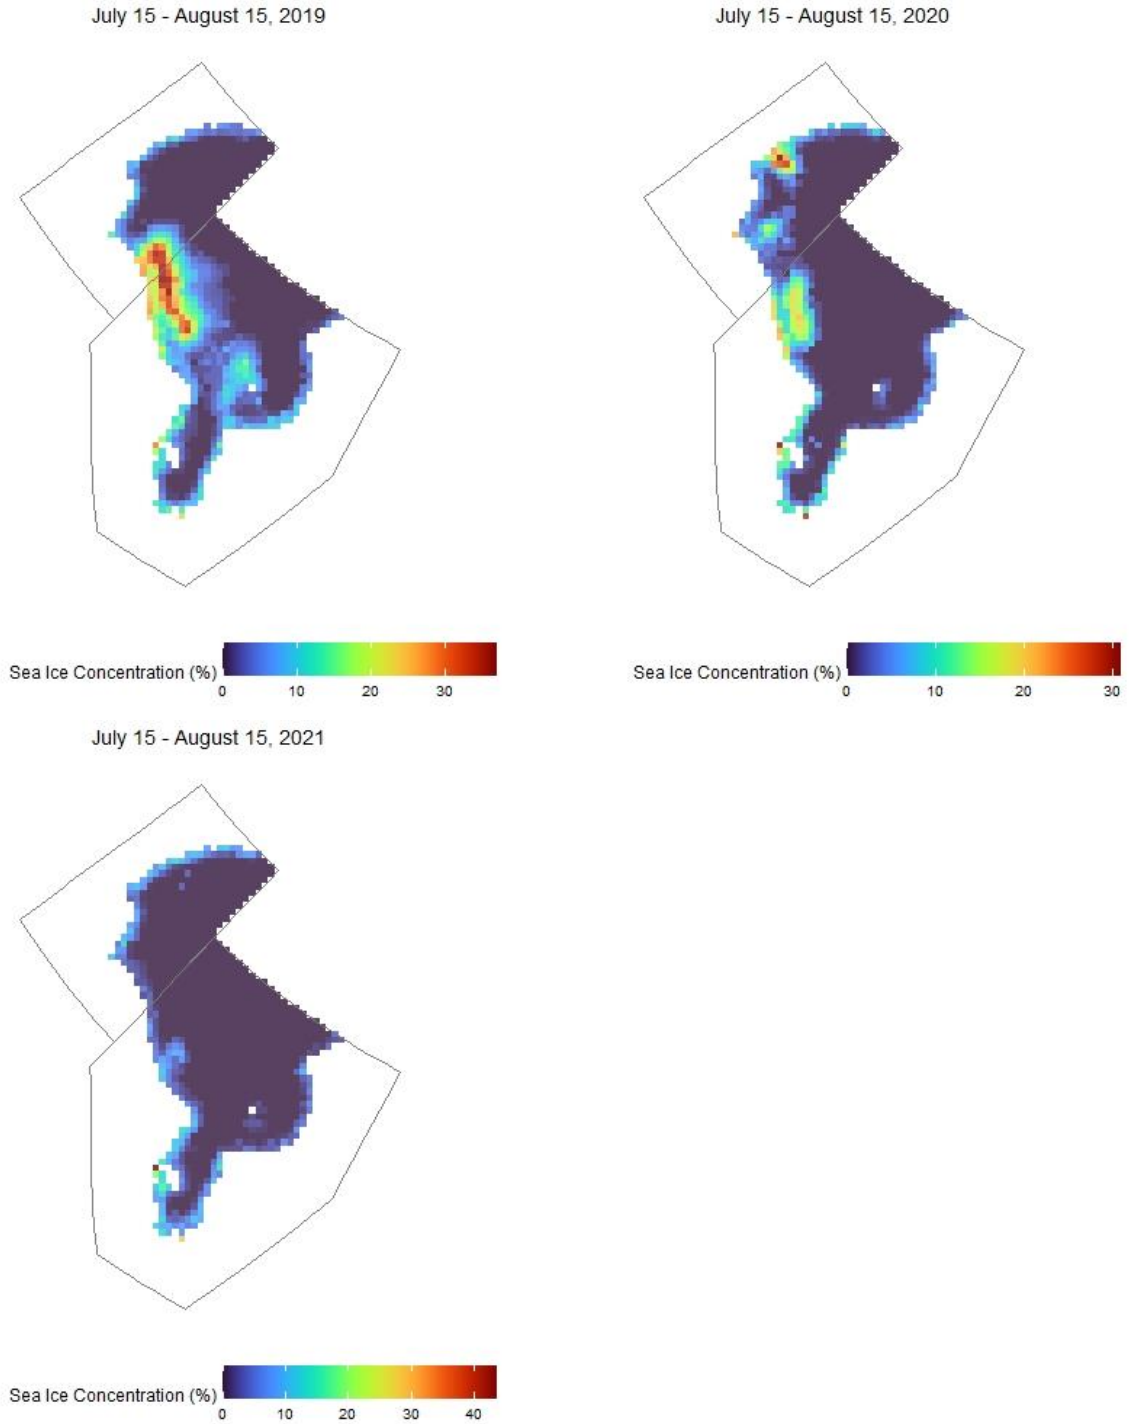 July 15 - August 15, 2019
July 15 - August 15, 2020
Sea Ice Concentration (%)
0 10 20 30
Sea Ice Concentration (%)
0 10 20 30
July 15 - August 15, 2021
Sea Ice Concentration (%)
0 10 20 30 40